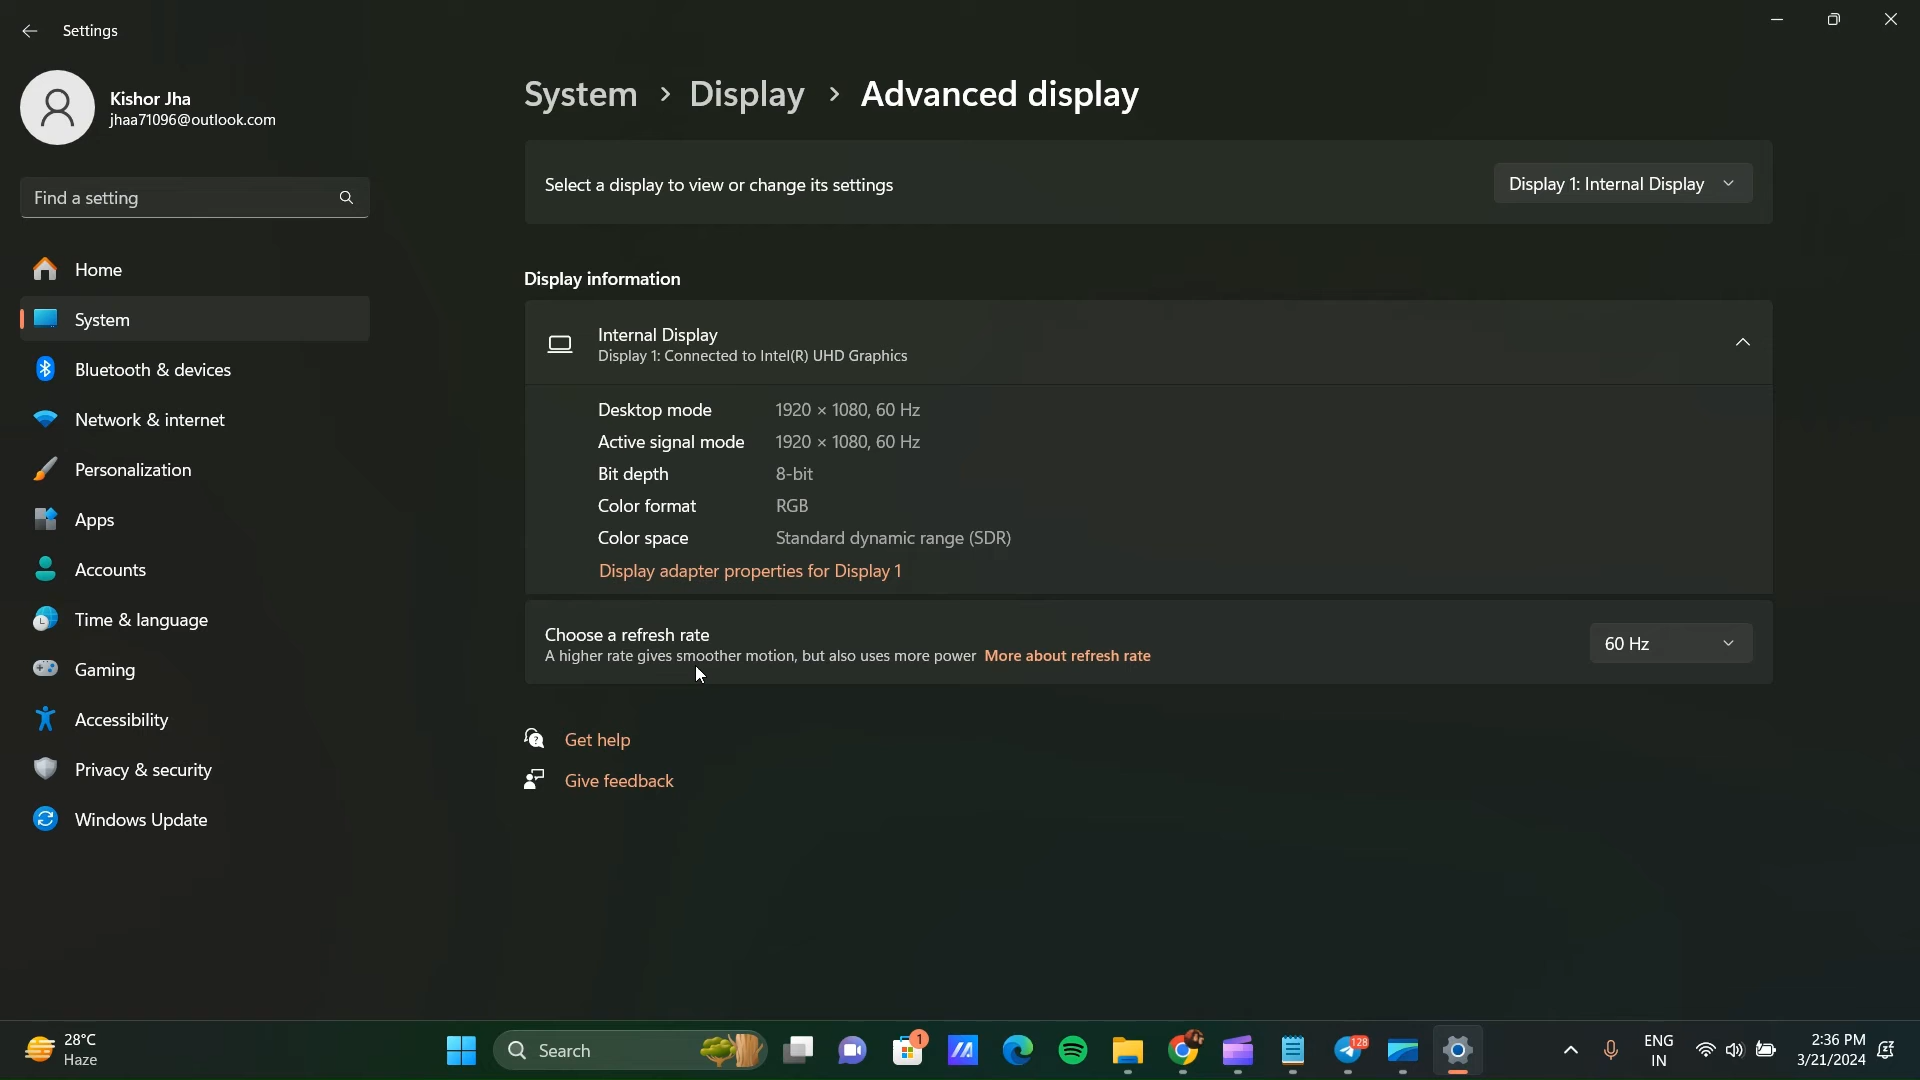 Settings
Kishor Jha
jhaa71096@outlook.com
Find a setting
Home
System
Bluetooth & devices
Network & internet
Personalization
Apps
Accounts
Time & language
Gaming
Accessibility
Privacy & security
Windows Update
System > Display > Advanced display
Select a display to view or change its settings
Display 1: Internal Display
Display information
Internal Display
Display 1: Connected to Intel(R) UHD Graphics
Desktop mode 1920 × 1080, 60 Hz
Active signal mode 1920 × 1080, 60 Hz
Bit depth 8-bit
Color format RGB
Color space Standard dynamic range (SDR)
Display adapter properties for Display 1
Choose a refresh rate
A higher rate gives smoother motion, but also uses more power More about refresh rate
60 Hz
Get help
Give feedback
28°C
Haze
Search
1
128
ENG
IN
2:36 PM
3/21/2024